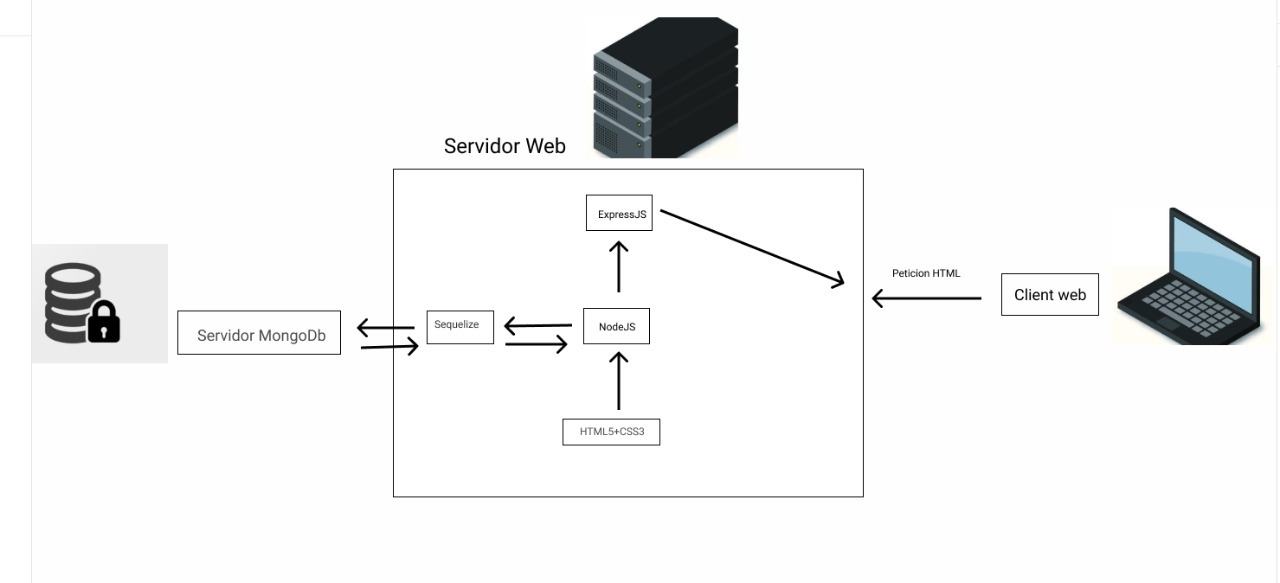 Servidor Web
ExpressJS
Peticion HTML
Client web
Sequelize
NodeJS
Servidor MongoDb
HTML5+CSS3